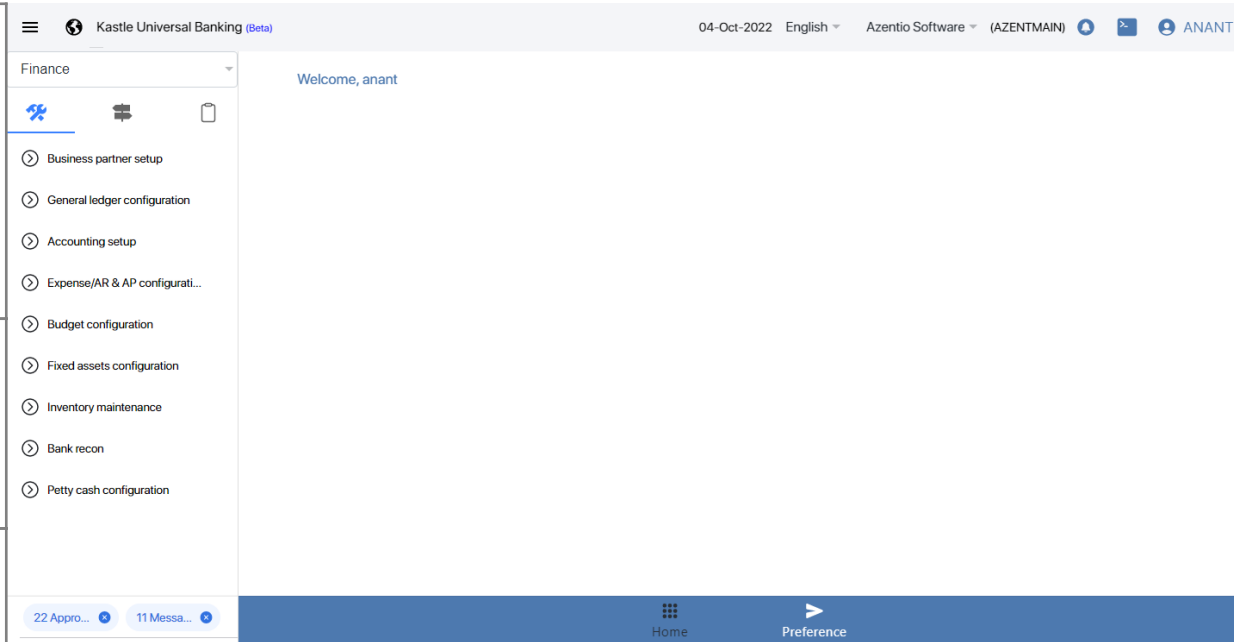 Kastle Universal Banking (Beta)
04-Oct-2022 English Azentio Software (AZENTMAIN) ANANT
Finance
Welcome, anant
Business partner setup
General ledger configuration
Accounting setup
Expense/AR & AP configurati...
Budget configuration
Fixed assets configuration
Inventory maintenance
Bank recon
Petty cash configuration
22 Appro... 11 Messa...
Home Preference